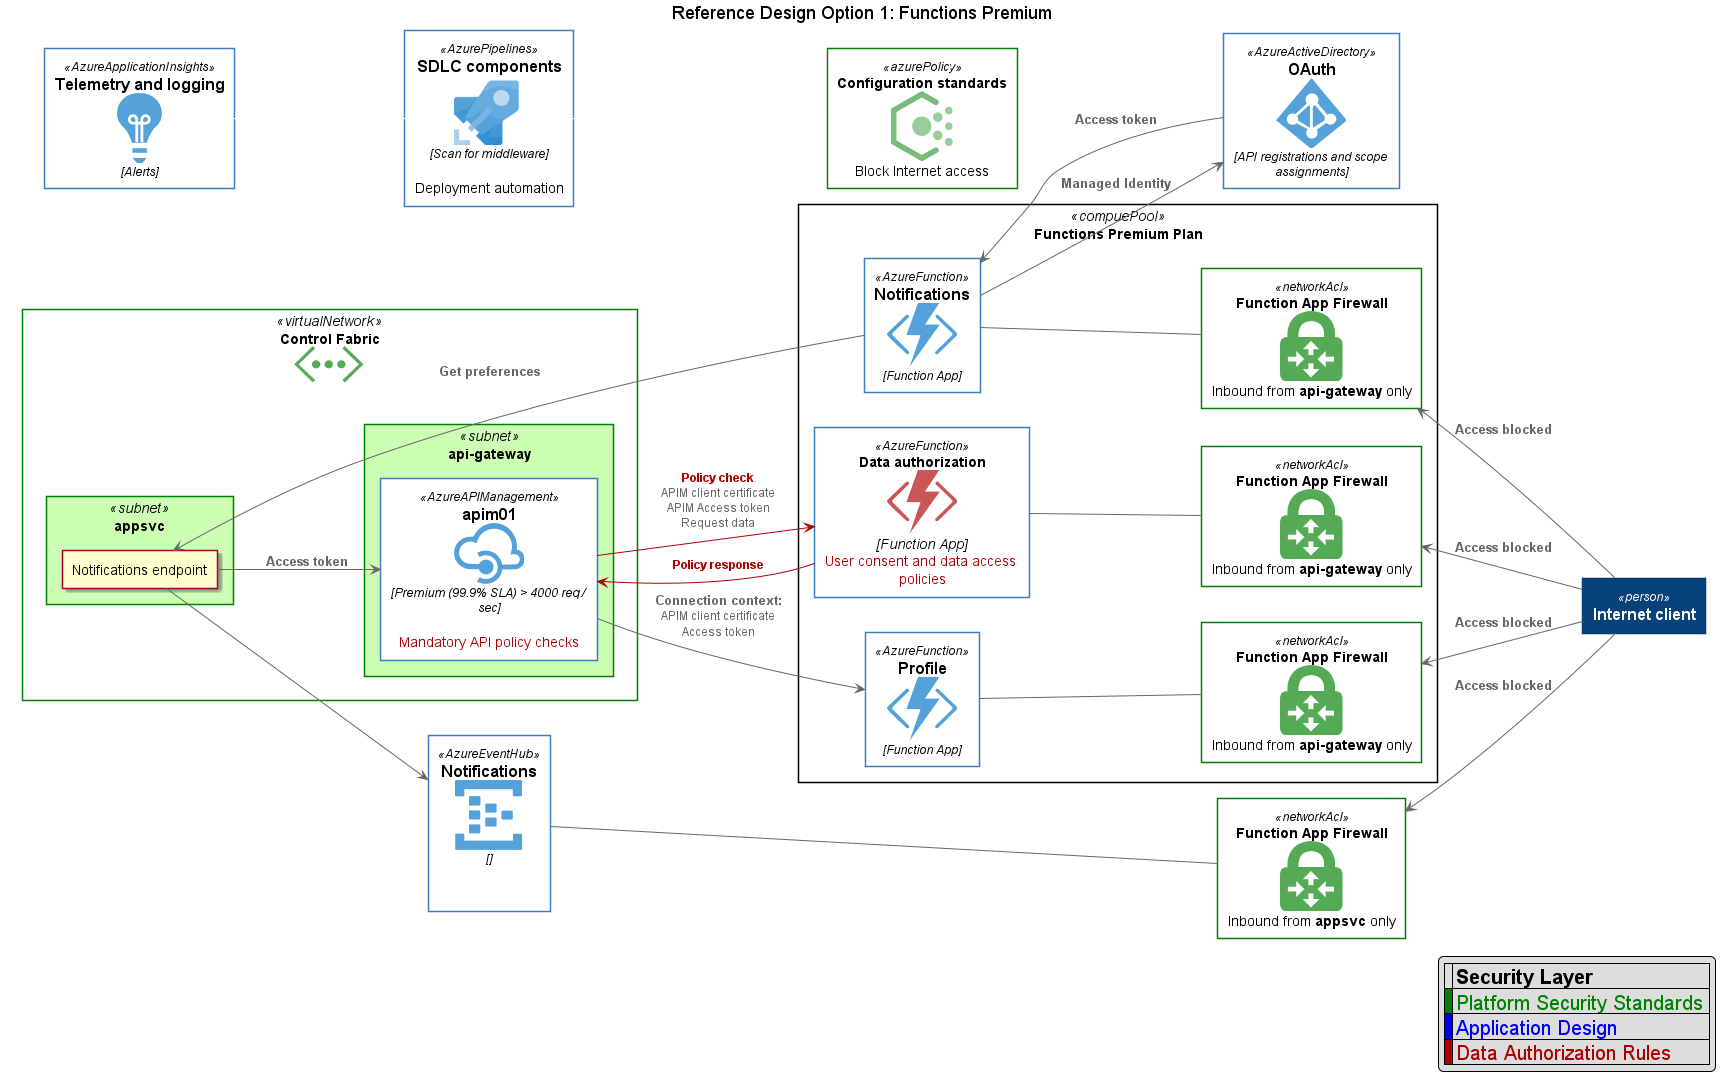 Reference Design Option 1: Functions Premium
«AzureApplicationInsights»
Telemetry and logging
[Alerts]
«AzurePipelines»
SDLC components
[Scan for middleware]
Deployment automation
«azurePolicy»
Configuration standards
Block Internet access
«AzureActiveDirectory»
OAuth
[API registrations and scope
assignments]
Access token
Managed Identity
«compuePool»
Functions Premium Plan
«AzureFunction»
Notifications
[Function App]
«networkAcl»
Function App Firewall
Inbound from api-gateway only
«virtualNetwork»
Control Fabric
Get preferences
«subnet»
api-gateway
«AzureAPIManagement»
apim01
[Premium (99.9% SLA) > 4000 req/
sec]
Mandatory API policy checks
«subnet»
appsvc
Notifications endpoint
Access token
Policy check
APIM client certificate
APIM Access token
Request data
Policy response
Connection context:
APIM client certificate
Access token
«AzureFunction»
Data authorization
[Function App]
User consent and data access
policies
«networkAcl»
Function App Firewall
Inbound from api-gateway only
«AzureFunction»
Profile
[Function App]
«networkAcl»
Function App Firewall
Inbound from api-gateway only
Access blocked
Access blocked
Access blocked
Access blocked
«person»
Internet client
«AzureEventHub»
Notifications
[]
«networkAcl»
Function App Firewall
Inbound from appsvc only
Security Layer
Platform Security Standards
Application Design
Data Authorization Rules